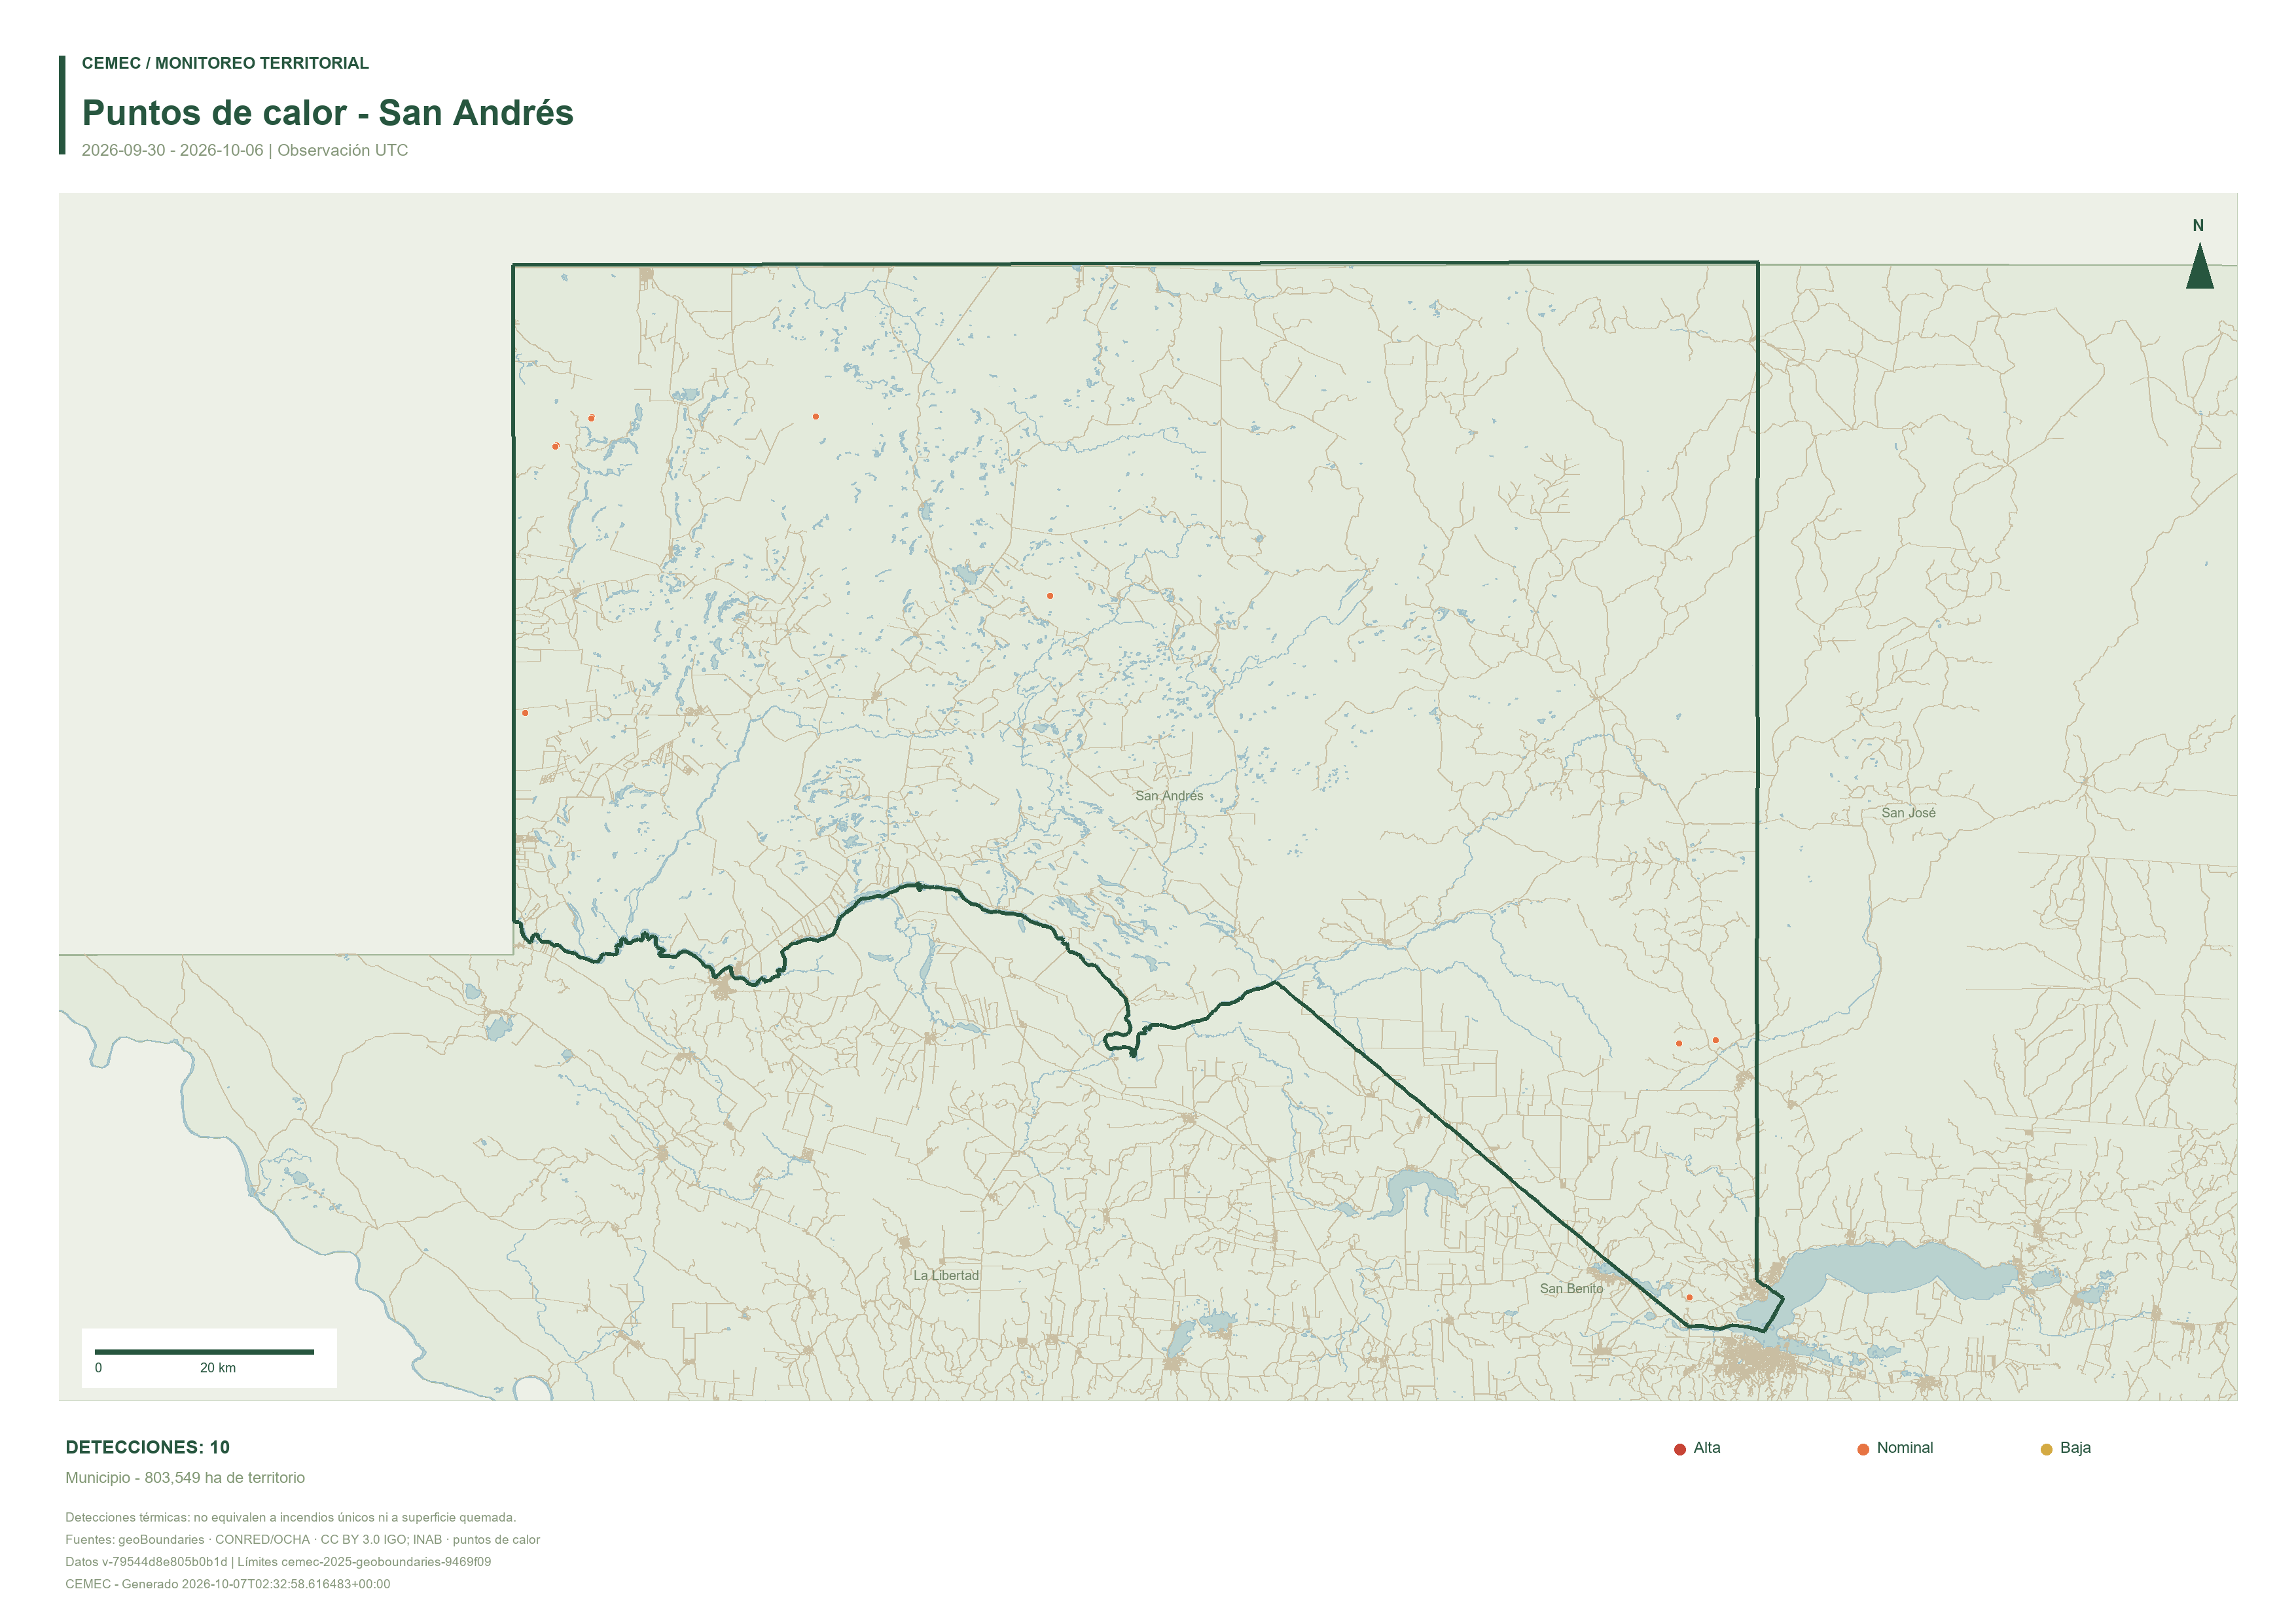 CEMEC / MONITOREO TERRITORIAL
Puntos de calor - San Andrés
2026-09-30 - 2026-10-06 | Observación UTC
N
San Andrés
San José
La Libertad
San Benito
0
20 km
DETECCIONES: 10
Alta
Nominal
Baja
Municipio - 803,549 ha de territorio
Detecciones térmicas: no equivalen a incendios únicos ni a superficie quemada.
Fuentes: geoBoundaries · CONRED/OCHA · CC BY 3.0 IGO; INAB · puntos de calor
Datos v-79544d8e805b0b1d | Límites cemec-2025-geoboundaries-9469f09
CEMEC - Generado 2026-10-07T02:32:58.616483+00:00